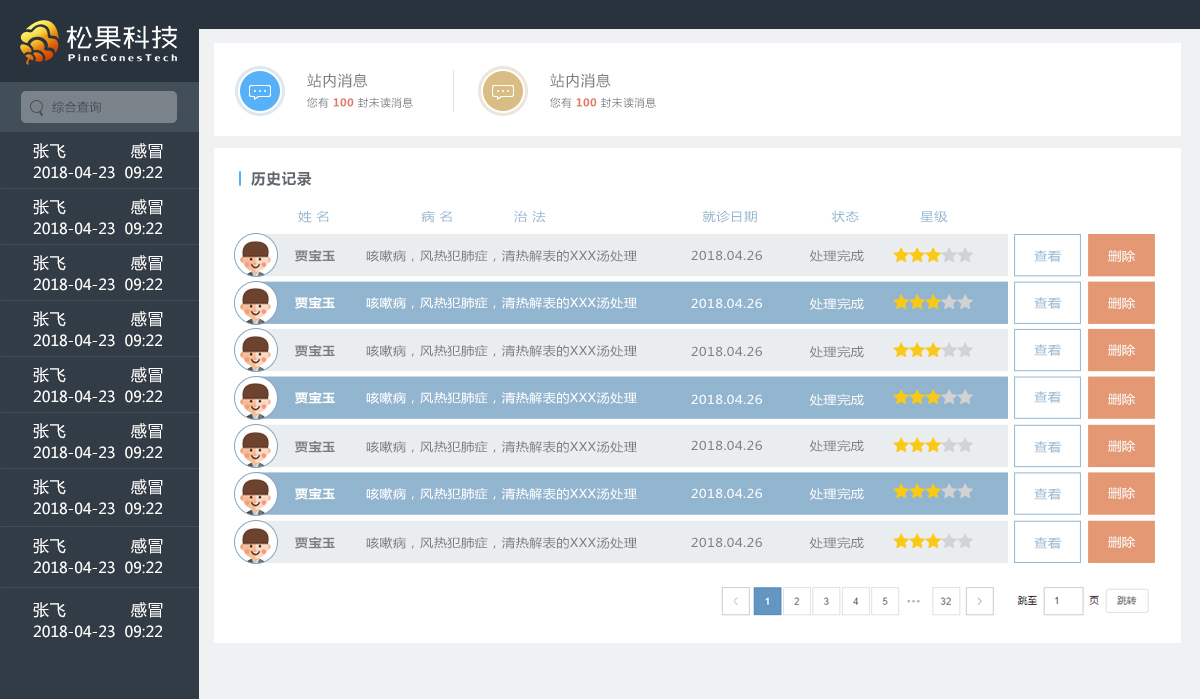 松果科技
PineConesTech
综合查询
张飞 感冒
2018-04-23 09:22
张飞 感冒
2018-04-23 09:22
张飞 感冒
2018-04-23 09:22
张飞 感冒
2018-04-23 09:22
张飞 感冒
2018-04-23 09:22
张飞 感冒
2018-04-23 09:22
张飞 感冒
2018-04-23 09:22
张飞 感冒
2018-04-23 09:22
张飞 感冒
2018-04-23 09:22
站内消息
您有 100 封未读消息
站内消息
您有 100 封未读消息
历史记录
姓 名 病 名 治 法 就诊日期 状态 星级
贾宝玉 咳嗽病，风热犯肺症，清热解表的XXX汤处理 2018.04.26 处理完成 查看 删除
贾宝玉 咳嗽病，风热犯肺症，清热解表的XXX汤处理 2018.04.26 处理完成 查看 删除
贾宝玉 咳嗽病，风热犯肺症，清热解表的XXX汤处理 2018.04.26 处理完成 查看 删除
贾宝玉 咳嗽病，风热犯肺症，清热解表的XXX汤处理 2018.04.26 处理完成 查看 删除
贾宝玉 咳嗽病，风热犯肺症，清热解表的XXX汤处理 2018.04.26 处理完成 查看 删除
贾宝玉 咳嗽病，风热犯肺症，清热解表的XXX汤处理 2018.04.26 处理完成 查看 删除
贾宝玉 咳嗽病，风热犯肺症，清热解表的XXX汤处理 2018.04.26 处理完成 查看 删除
< 1 2 3 4 5 ••• 32 > 跳至 1 页 跳转